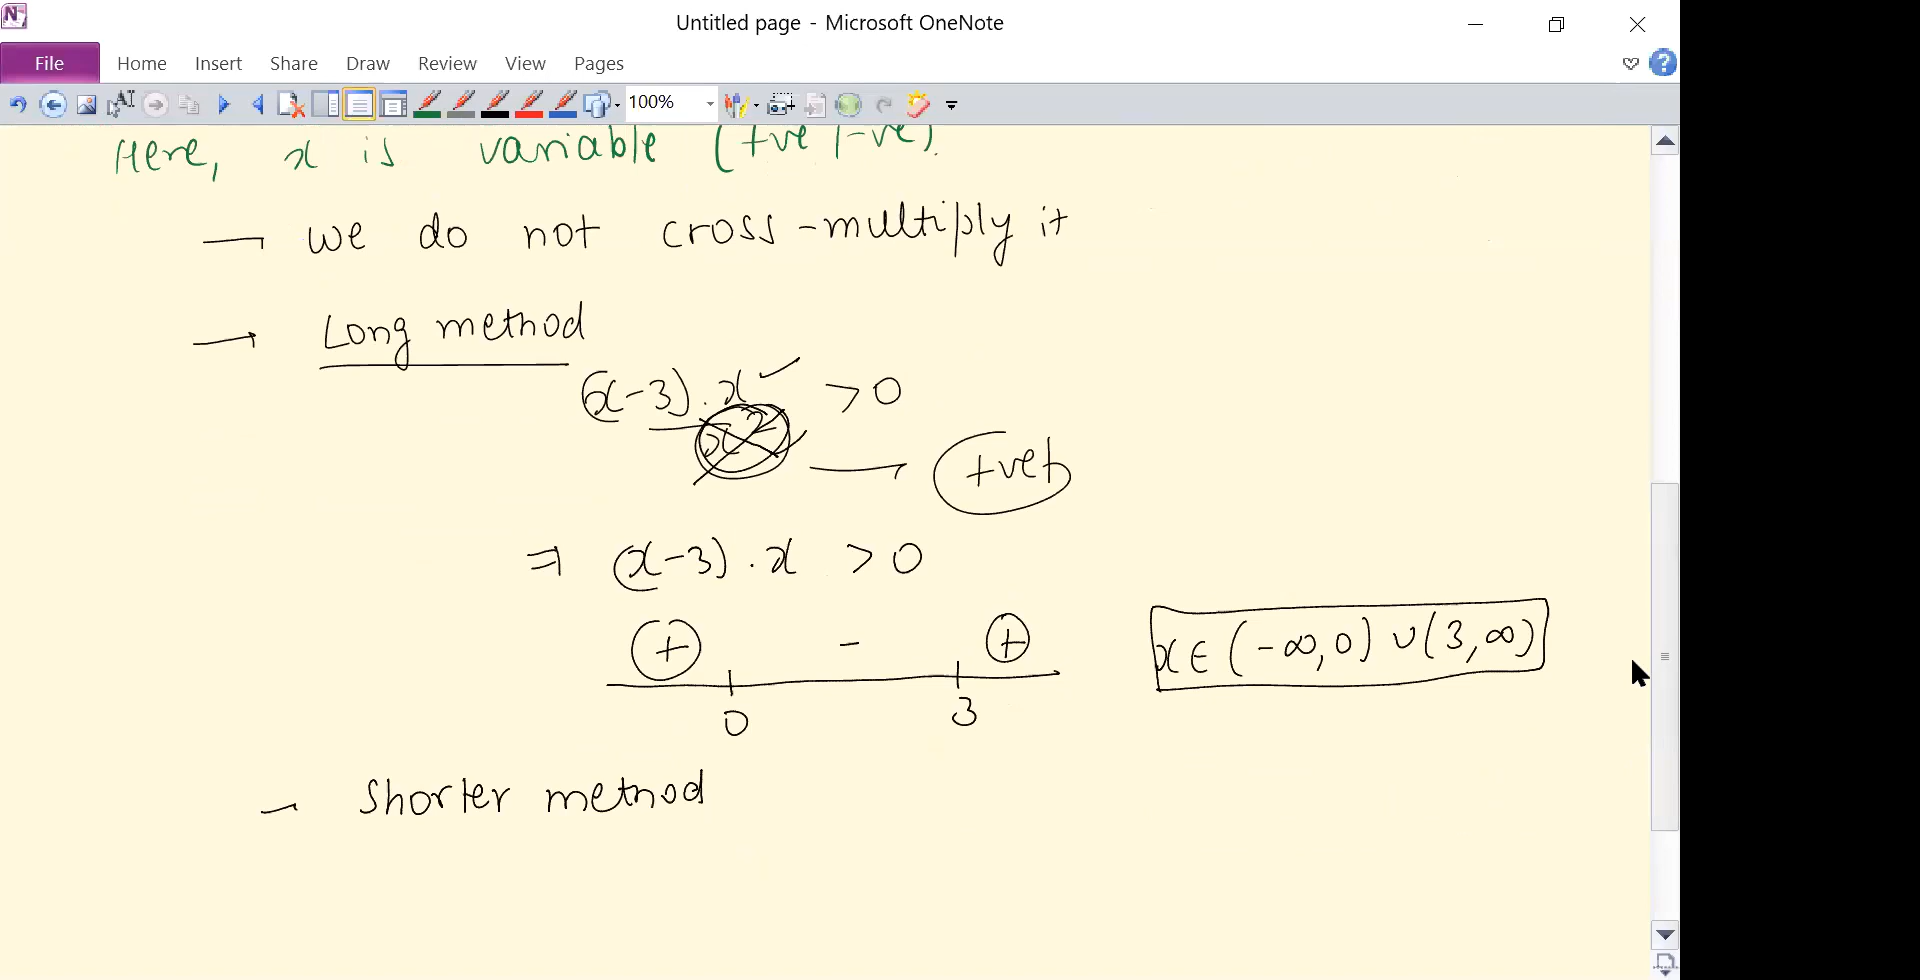 Untitled page - Microsoft OneNote
File Home Insert Share Draw Review View Pages
100%
Here, x is variable (+ve/-ve).
— We do not cross-multiply it
— Long method
(x-3).x > 0
x² — +ve
⇒ (x-3).x > 0
+ - +
0 3
x ∈ (-∞,0) ∪ (3,∞)
- Shorter method